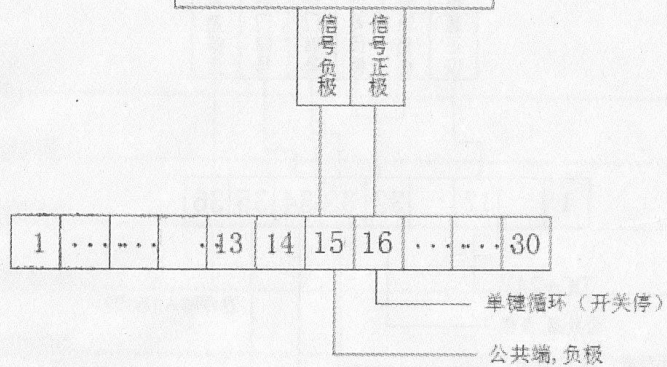 信号负极
信号正极
1 ...... ..13 14 15 16 ...... .30
单键循环（开关停）
公共端,负极